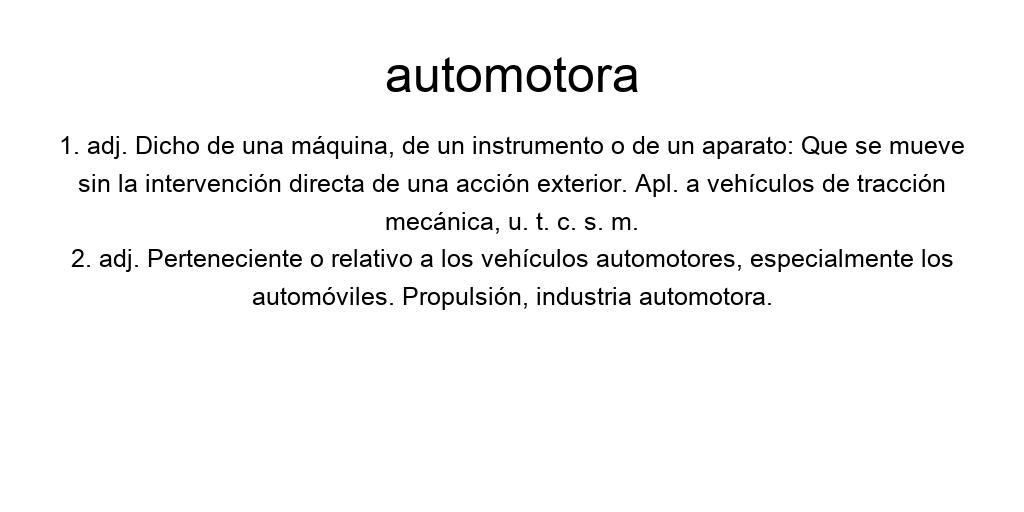 automotora
1. adj. Dicho de una máquina, de un instrumento o de un aparato: Que se mueve
sin la intervención directa de una acción exterior. Apl. a vehículos de tracción
mecánica, u. t. c. s. m.
2. adj. Perteneciente o relativo a los vehículos automotores, especialmente los
automóviles. Propulsión, industria automotora.